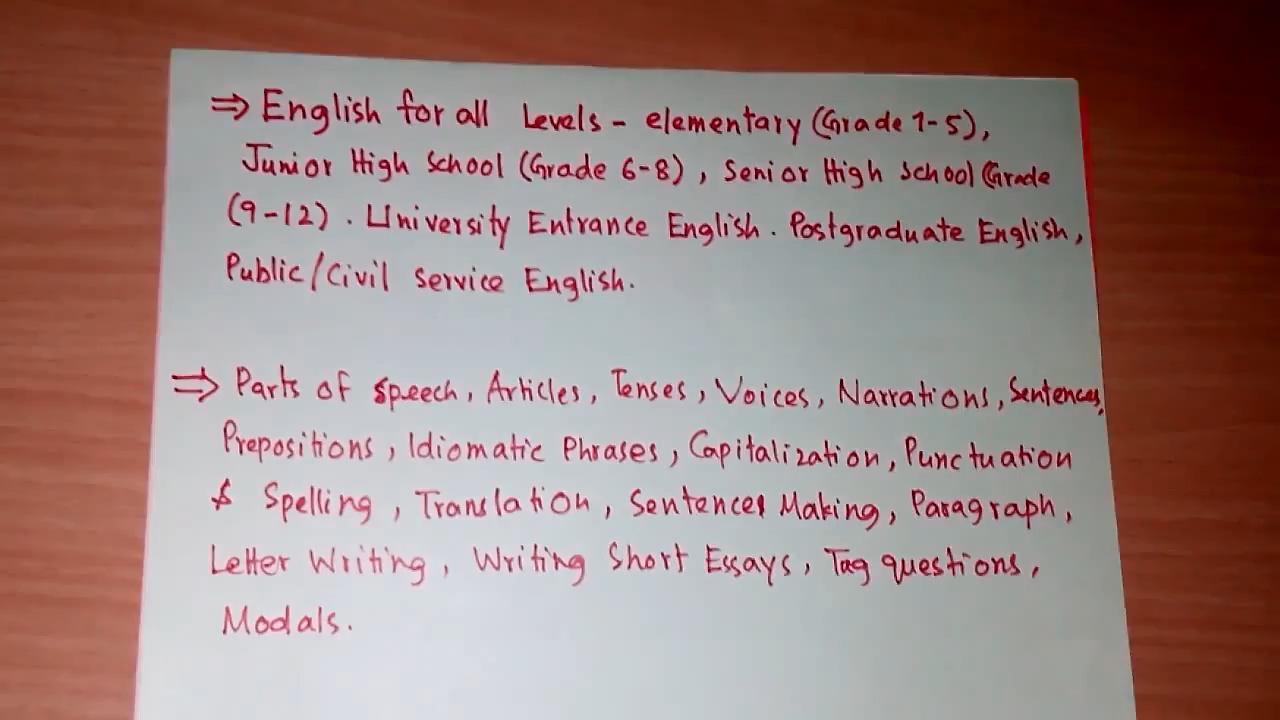 ⇒ English for all Levels - elementary (Grade 1-5),
Junior High School (Grade 6-8), Senior High School (Grade
(9-12). University Entrance English. Postgraduate English,
Public/Civil Service English.
⇒ Parts of speech, Articles, Tenses, Voices, Narrations, Sentences,
Prepositions, Idiomatic Phrases, Capitalization, Punctuation
& Spelling, Translation, Sentences Making, Paragraph,
Letter Writing, Writing Short Essays, Tag questions,
Modals.